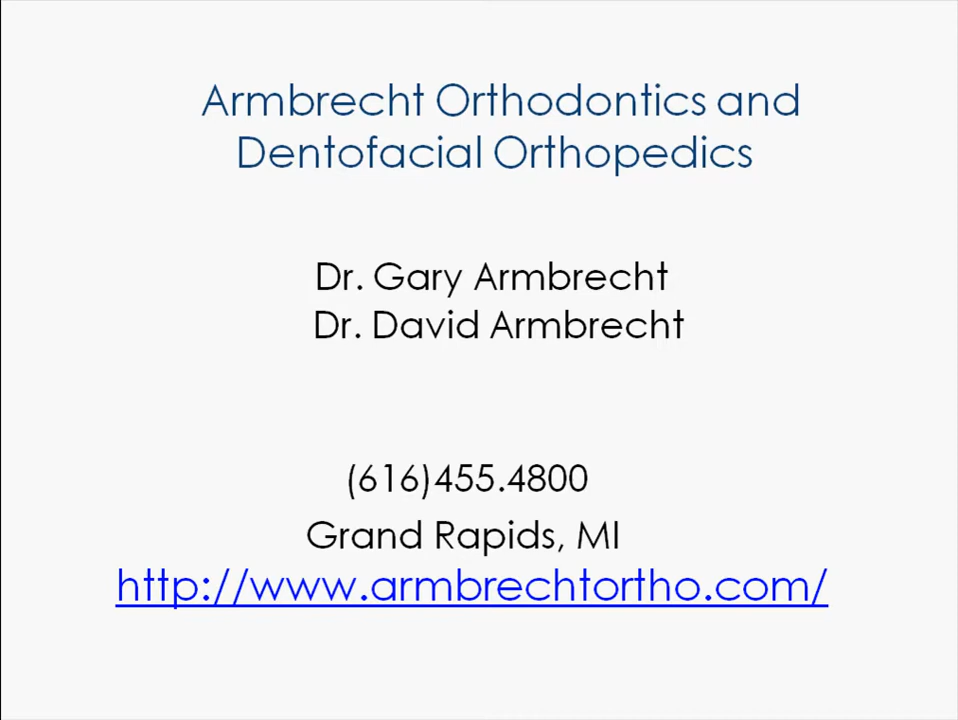 Armbrecht Orthodontics and
Dentofacial Orthopedics
Dr. Gary Armbrecht
Dr. David Armbrecht
(616)455.4800
Grand Rapids, MI
http://www.armbrechtortho.com/